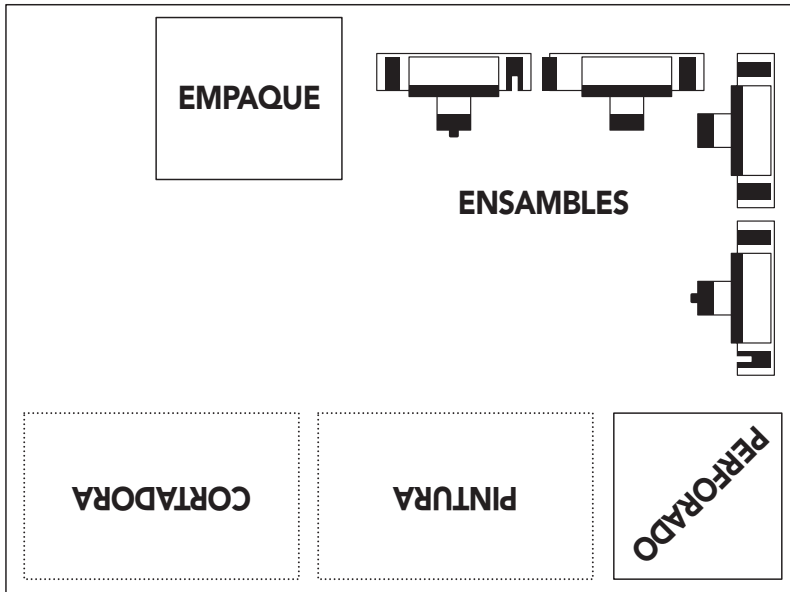 EMPAQUE
ENSAMBLES
CORTADORA
PINTURA
PERFORADO